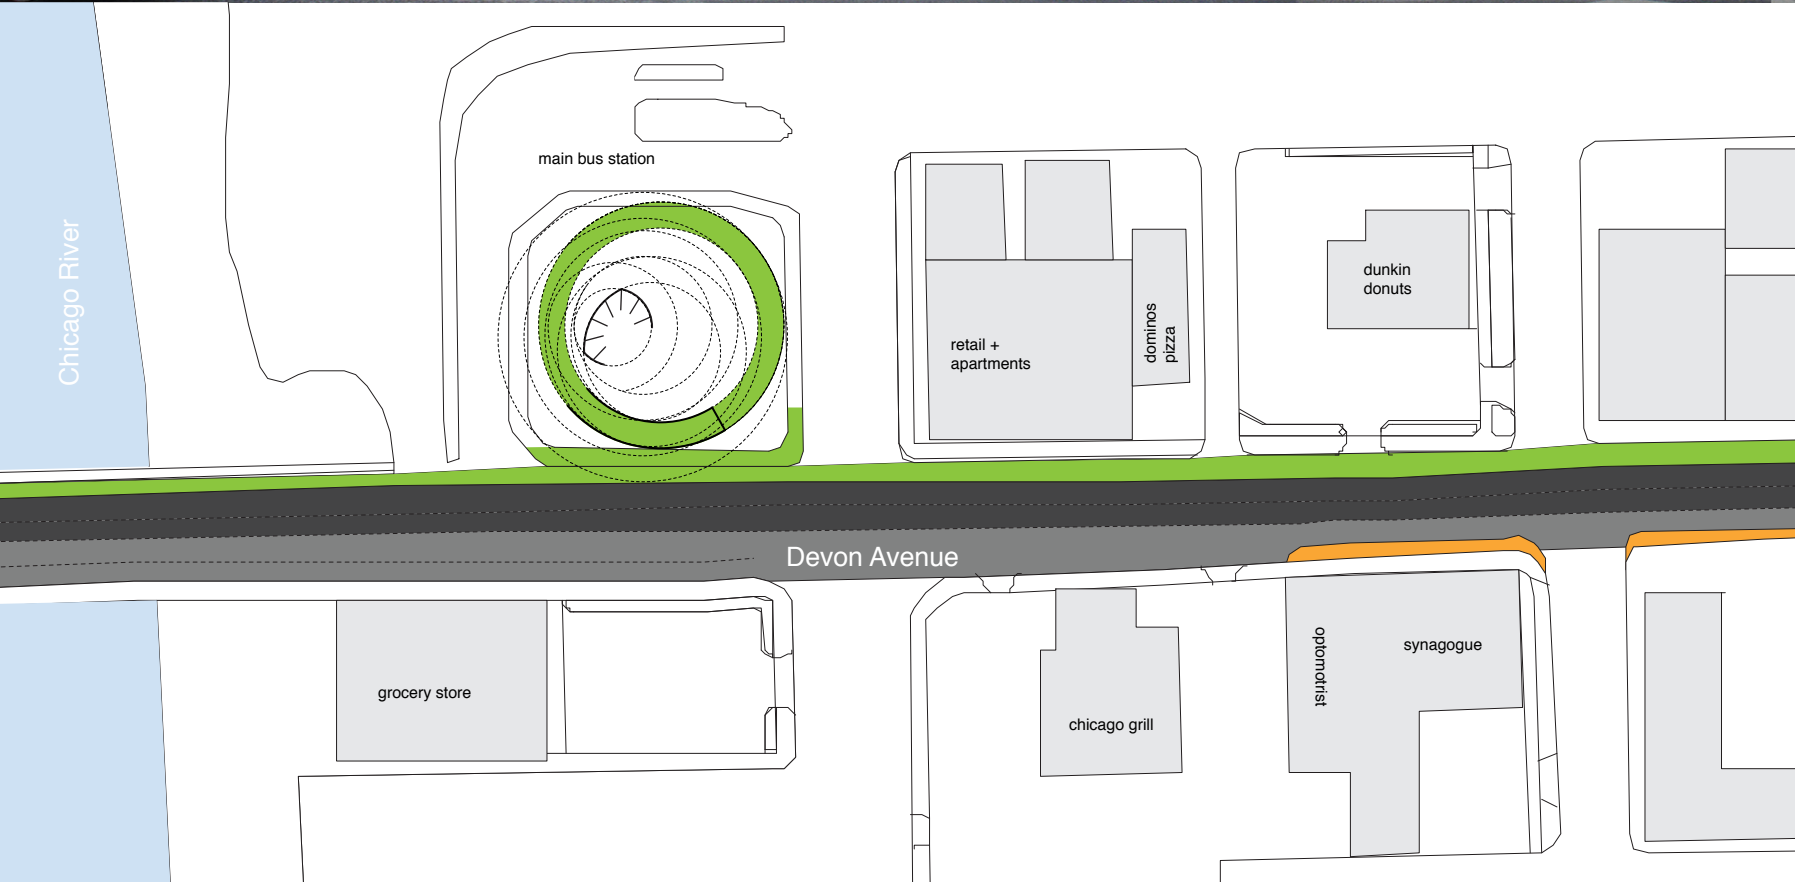 main bus station
Chicago River
dunkin
donuts
dominos
pizza
retail +
apartments
Devon Avenue
optomotrist
synagogue
grocery store
chicago grill